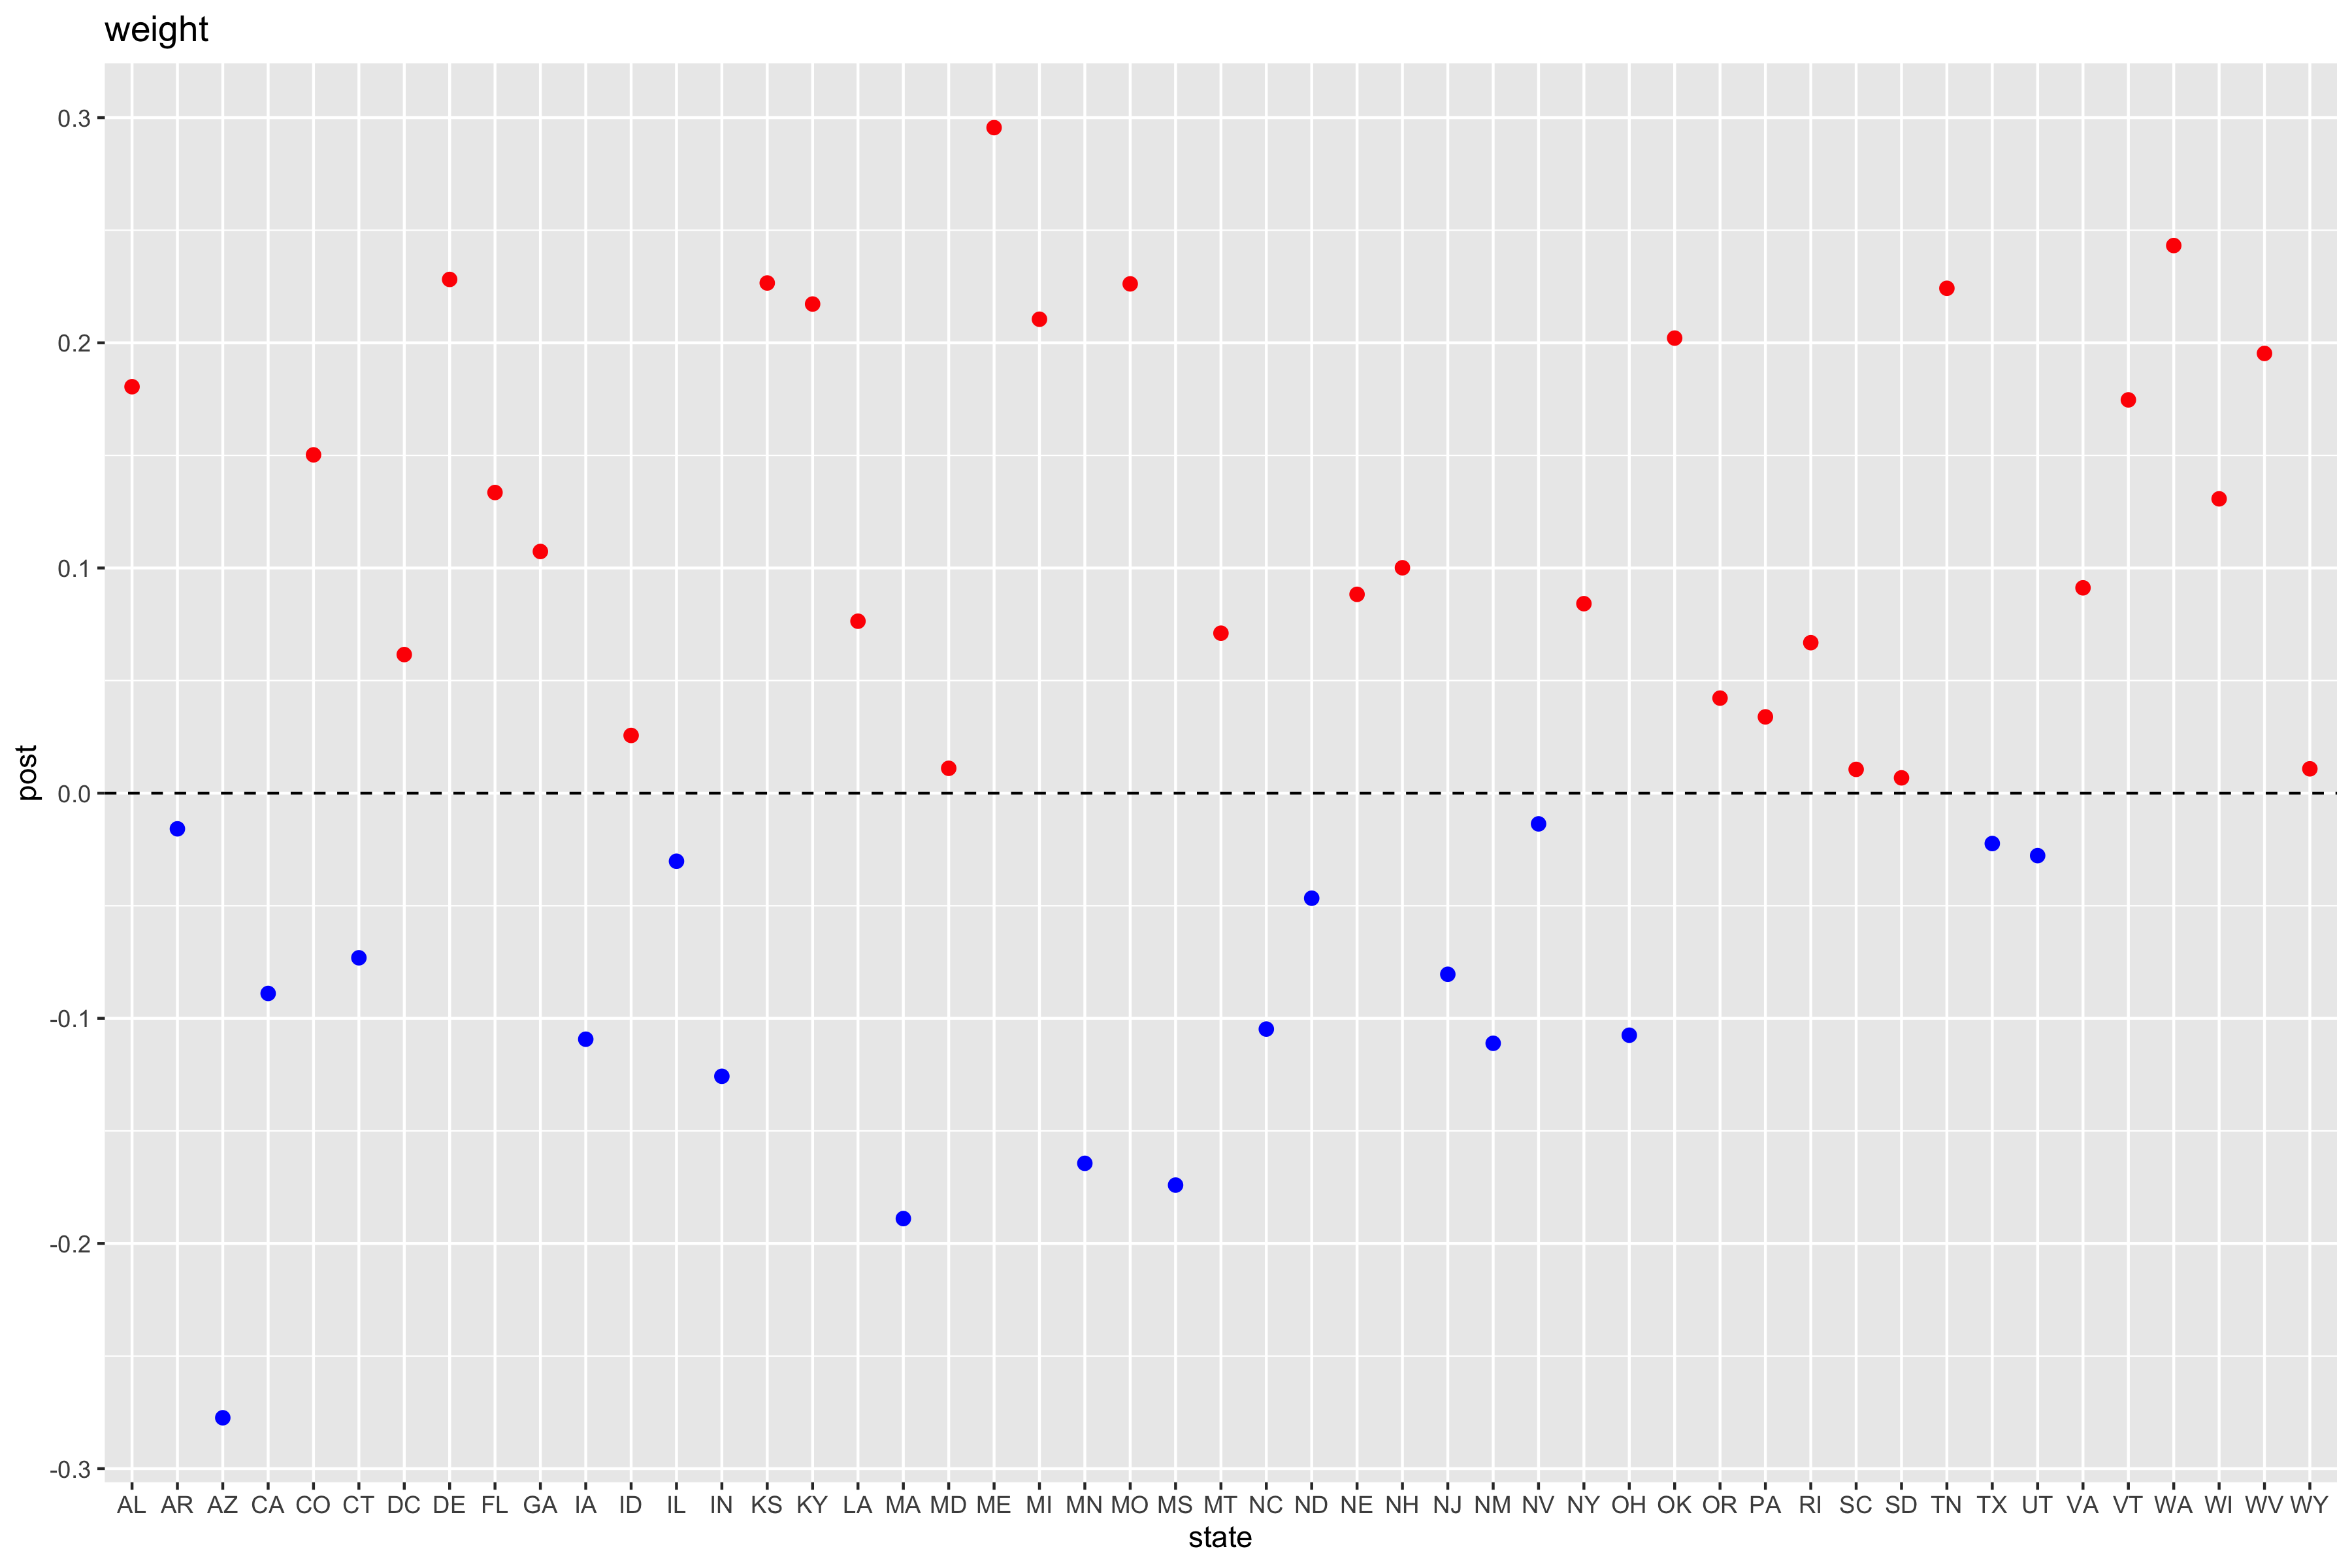 weight
0.3
0.2
0.1
0.0
-0.1
-0.2
-0.3
post
AL AR AZ CA CO CT DC DE FL GA IA ID IL IN KS KY LA MA MD ME MI MN MO MS MT NC ND NE NH NJ NM NV NY OH OK OR PA RI SC SD TN TX UT VA VT WA WI WV WY
state